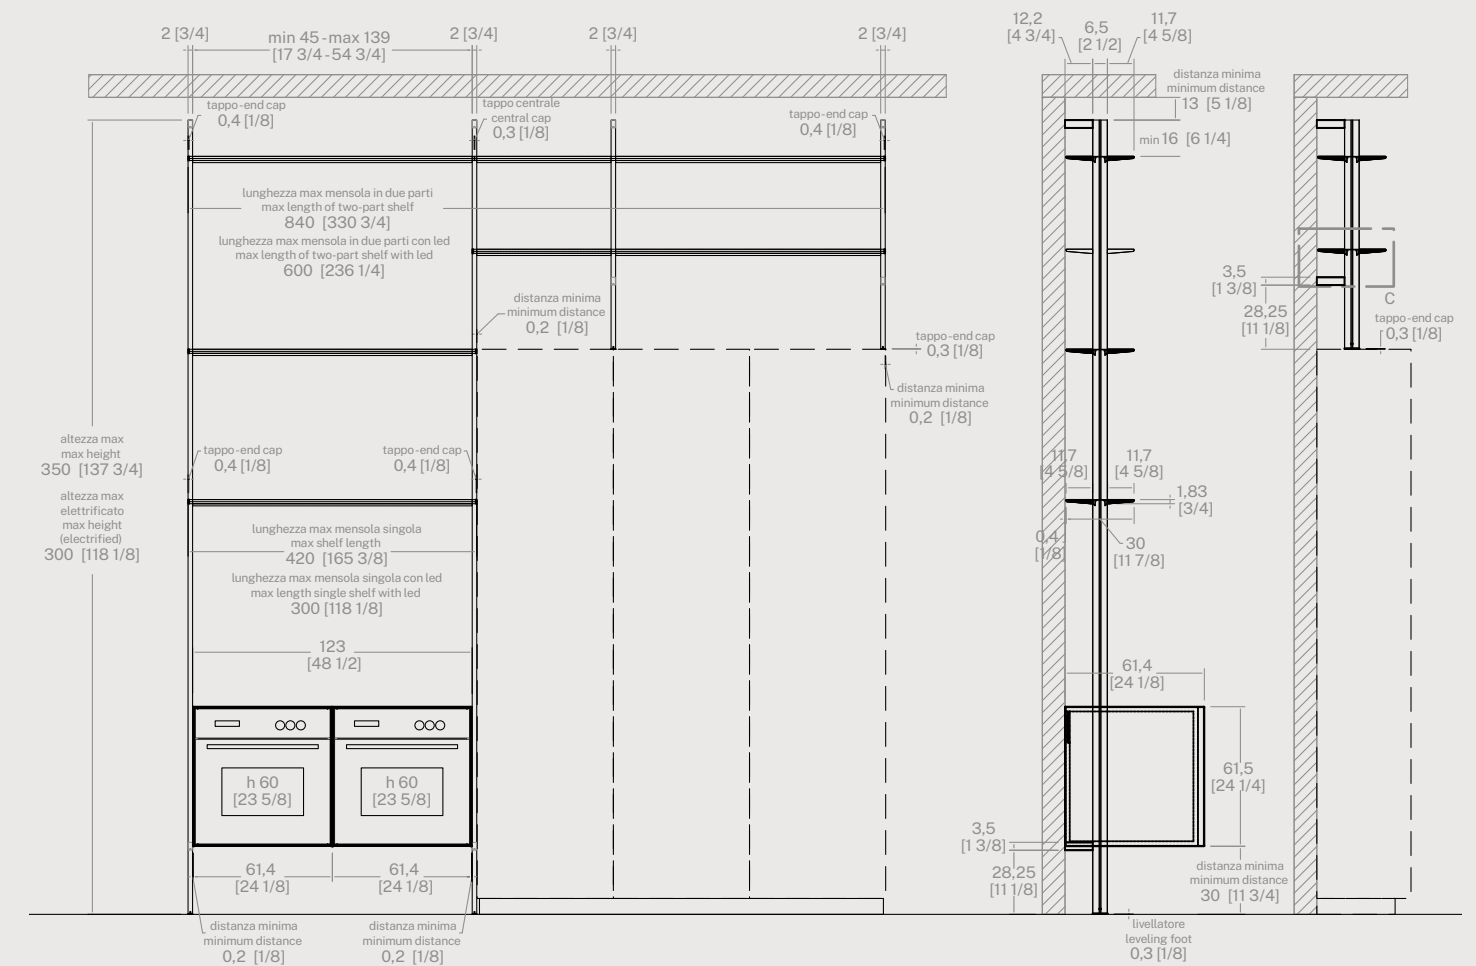 2 [3/4]
min 45 - max 139
[17 3/4 - 54 3/4]
2 [3/4]
2 [3/4]
2 [3/4]
tappo-end cap
0,4 [1/8]
tappo centrale
central cap
0,3 [1/8]
tappo-end cap
0,4 [1/8]
lunghezza max mensola in due parti
max length of two-part shelf
840 [330 3/4]
lunghezza max mensola in due parti con led
max length of two-part shelf with led
600 [236 1/4]
distanza minima
minimum distance
0,2 [1/8]
tappo-end cap
0,3 [1/8]
distanza minima
minimum distance
0,2 [1/8]
altezza max
max height
350 [137 3/4]
altezza max
elettrificato
max height
(electrified)
300 [118 1/8]
tappo-end cap
0,4 [1/8]
tappo-end cap
0,4 [1/8]
lunghezza max mensola singola
max shelf length
420 [165 3/8]
lunghezza max mensola singola con led
max length single shelf with led
300 [118 1/8]
123
[48 1/2]
h 60
[23 5/8]
h 60
[23 5/8]
61,4
[24 1/8]
61,4
[24 1/8]
distanza minima
minimum distance
0,2 [1/8]
distanza minima
minimum distance
0,2 [1/8]
12,2
[4 3/4]
6,5
[2 1/2]
11,7
[4 5/8]
distanza minima
minimum distance
13 [5 1/8]
min 16 [6 1/4]
11,7
[4 5/8]
11,7
[4 5/8]
1,83
[3/4]
0,4
[1/8]
30
[11 7/8]
61,4
[24 1/8]
61,5
[24 1/4]
3,5
[1 3/8]
28,25
[11 1/8]
distanza minima
minimum distance
30 [11 3/4]
livellatore
leveling foot
0,3 [1/8]
3,5
[1 3/8]
28,25
[11 1/8]
C
tappo-end cap
0,3 [1/8]